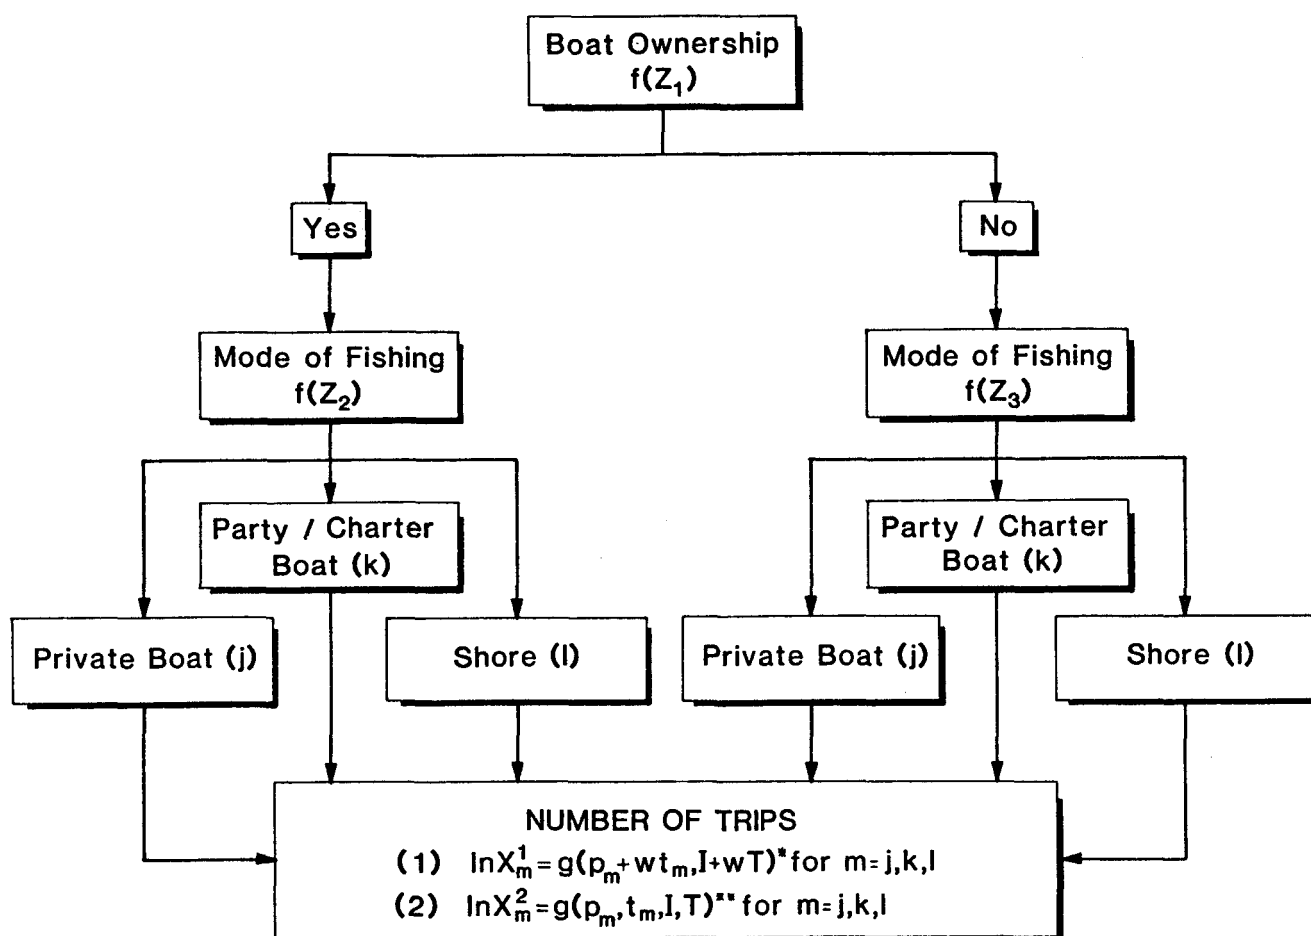 Boat Ownership
f(Z₁)
Yes
No
Mode of Fishing
f(Z₂)
Mode of Fishing
f(Z₃)
Party / Charter
Boat (k)
Party / Charter
Boat (k)
Private Boat (j)
Shore (l)
Private Boat (j)
Shore (l)
NUMBER OF TRIPS
(1) lnX¹ₘ=g(pₘ+wtₘ,I+wT)* for m=j,k,l
(2) lnX²ₘ=g(pₘ,tₘ,I,T)** for m=j,k,l